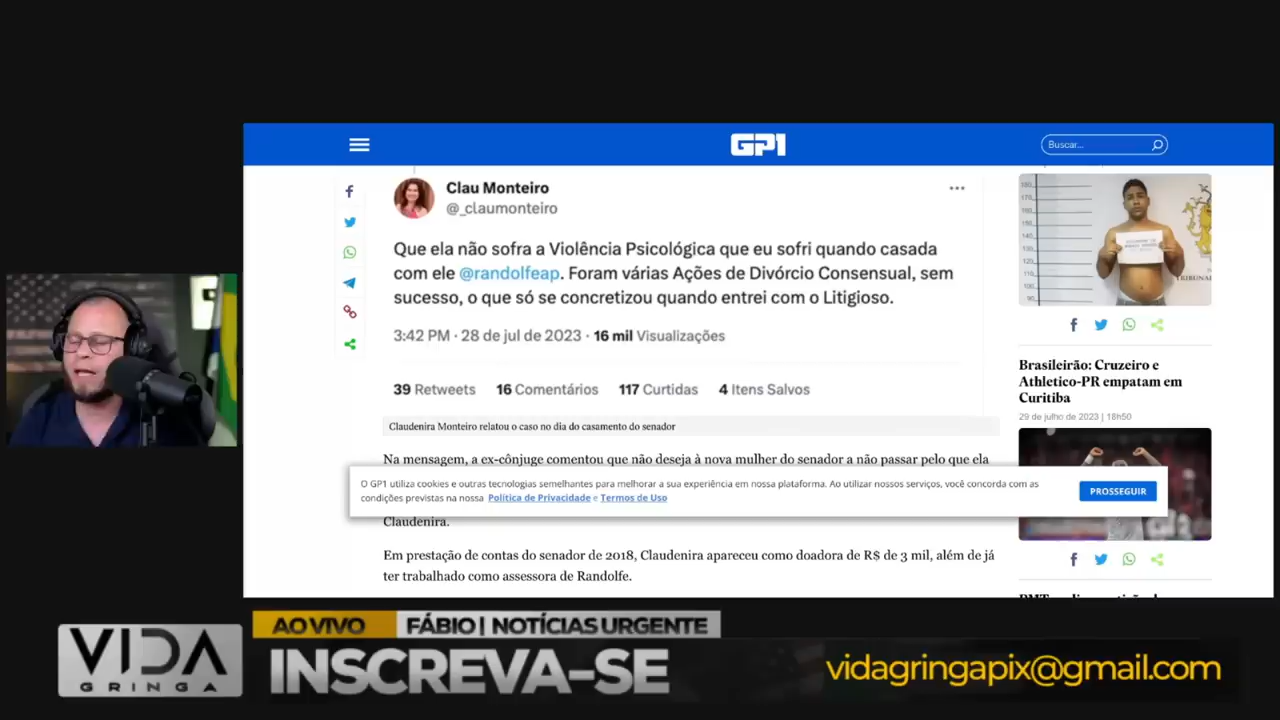 GP1
Buscar...
Clau Monteiro
@_claumonteiro
Que ela não sofra a Violência Psicológica que eu sofri quando casada
com ele @randolfeap. Foram várias Ações de Divórcio Consensual, sem
sucesso, o que só se concretizou quando entrei com o Litigioso.
3:42 PM · 28 de jul de 2023 · 16 mil Visualizações
39 Retweets 16 Comentários 117 Curtidas 4 Itens Salvos
Claudenira Monteiro relatou o caso no dia do casamento do senador
Na mensagem, a ex-cônjuge comentou que não deseja à nova mulher do senador a não passar pelo que ela
O GP1 utiliza cookies e outras tecnologias semelhantes para melhorar a sua experiência em nossa plataforma. Ao utilizar nossos serviços, você concorda com as
condições previstas na nossa Política de Privacidade e Termos de Uso
PROSSEGUIR
Claudenira.
Em prestação de contas do senador de 2018, Claudenira apareceu como doadora de R$ de 3 mil, além de já
ter trabalhado como assessora de Randolfe.
Brasileirão: Cruzeiro e
Athletico-PR empatam em
Curitiba
29 de julho de 2023 | 18h50
VIDA
GRINGA
AO VIVO
FÁBIO | NOTÍCIAS URGENTE
INSCREVA-SE
vidagringapix@gmail.com